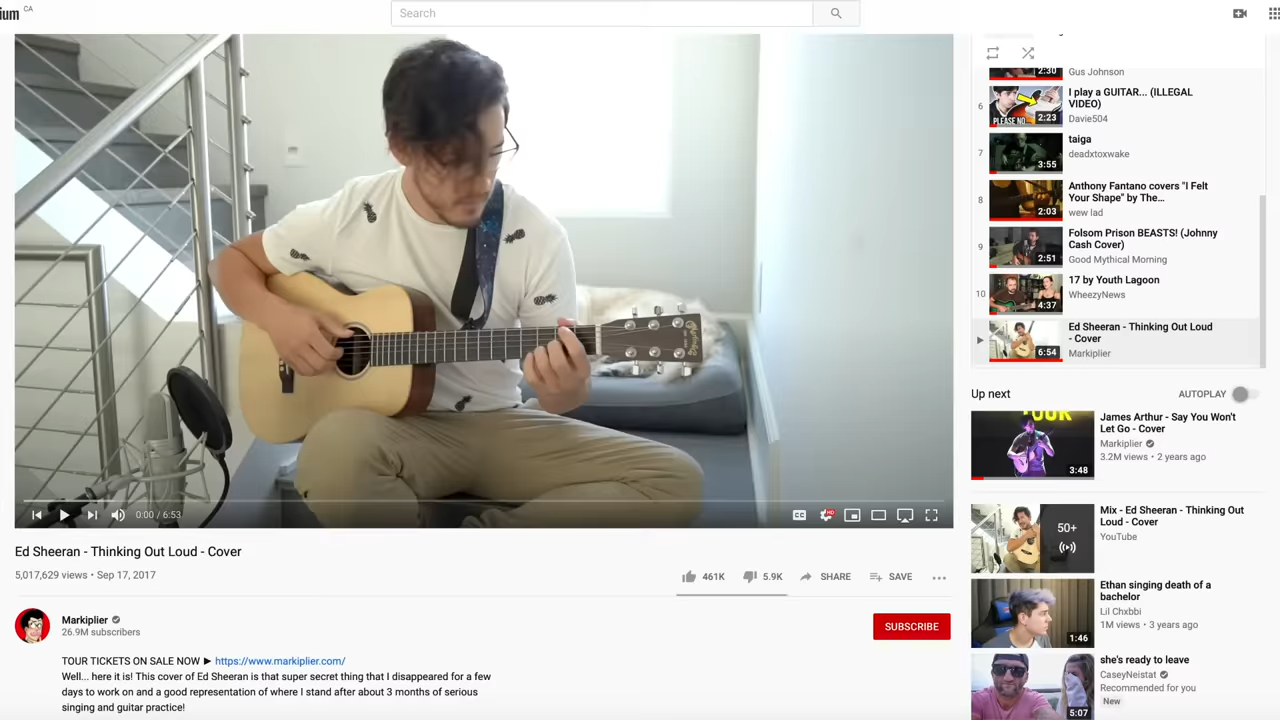 ium CA
Search
Martin & Co.
0:00 / 6:53
CC
HD
Ed Sheeran - Thinking Out Loud - Cover
5,017,629 views • Sep 17, 2017
461K
5.9K
SHARE
SAVE
Markiplier
26.9M subscribers
SUBSCRIBE
TOUR TICKETS ON SALE NOW ► https://www.markiplier.com/
Well... here it is! This cover of Ed Sheeran is that super secret thing that I disappeared for a few
days to work on and a good representation of where I stand after about 3 months of serious
singing and guitar practice!
2:30
Gus Johnson
6
PLEASE NO
2:23
I play a GUITAR... (ILLEGAL
VIDEO)
Davie504
7
3:55
taiga
deadxtoxwake
8
2:03
Anthony Fantano covers "I Felt
Your Shape" by The...
wew lad
9
2:51
Folsom Prison BEASTS! (Johnny
Cash Cover)
Good Mythical Morning
10
4:37
17 by Youth Lagoon
WheezyNews
6:54
Ed Sheeran - Thinking Out Loud
- Cover
Markiplier
Up next
AUTOPLAY
3:48
James Arthur - Say You Won't
Let Go - Cover
Markiplier
3.2M views • 2 years ago
50+
Mix - Ed Sheeran - Thinking Out
Loud - Cover
YouTube
1:46
Ethan singing death of a
bachelor
Lil Chxbbi
1M views • 3 years ago
5:07
she's ready to leave
CaseyNeistat
Recommended for you
New